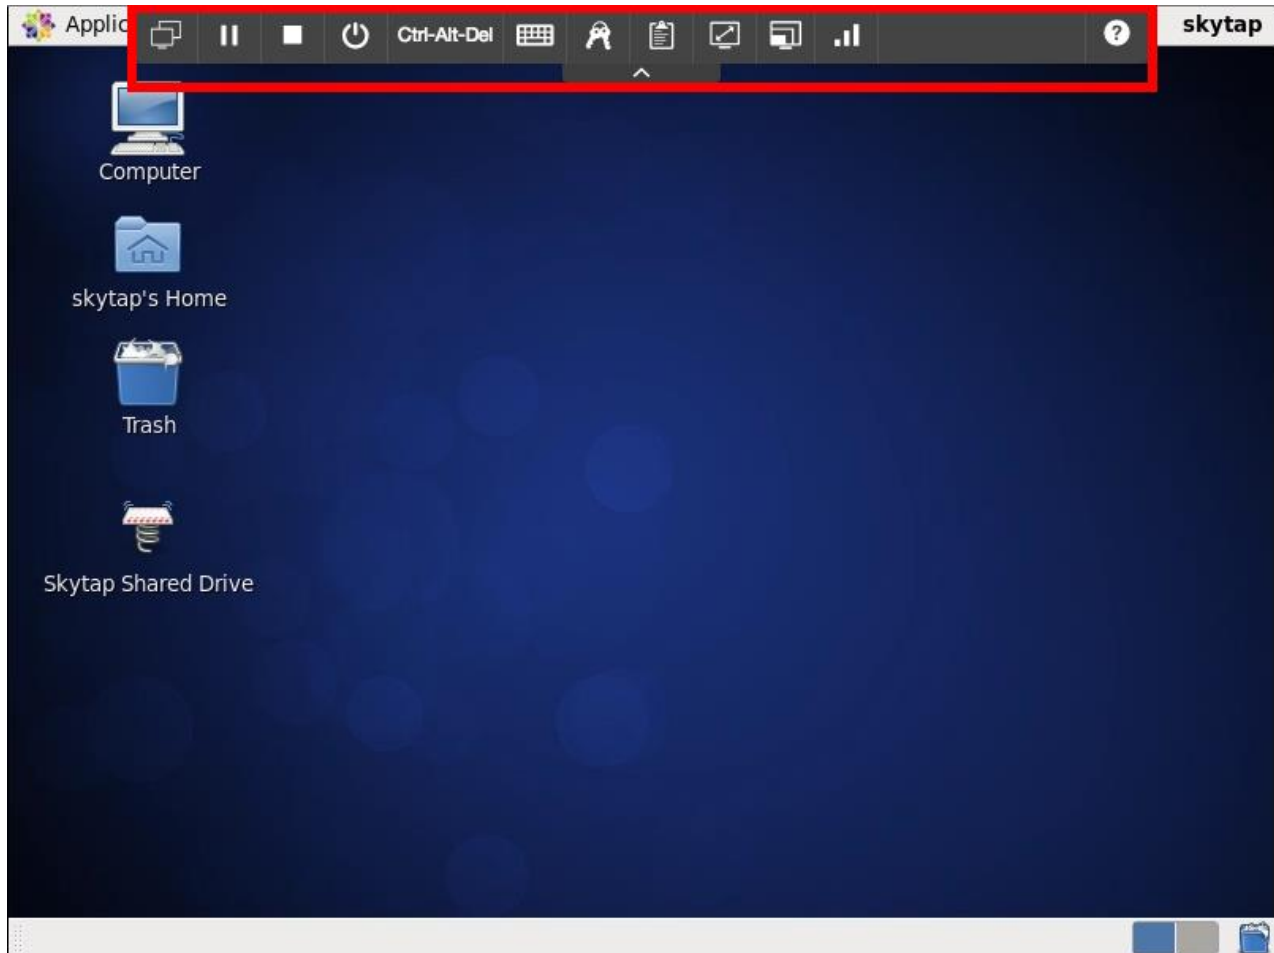 Applic
Ctrl-Alt-Del
?
skytap
Computer
skytap's Home
Trash
Skytap Shared Drive